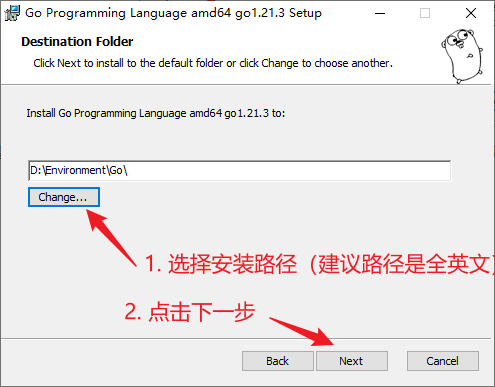 Go Programming Language amd64 go1.21.3 Setup
Destination Folder
Click Next to install to the default folder or click Change to choose another.
Install Go Programming Language amd64 go1.21.3 to:
D:\Environment\Go\
Change...
1. 选择安装路径（建议路径是全英文）
2. 点击下一步
Back
Next
Cancel